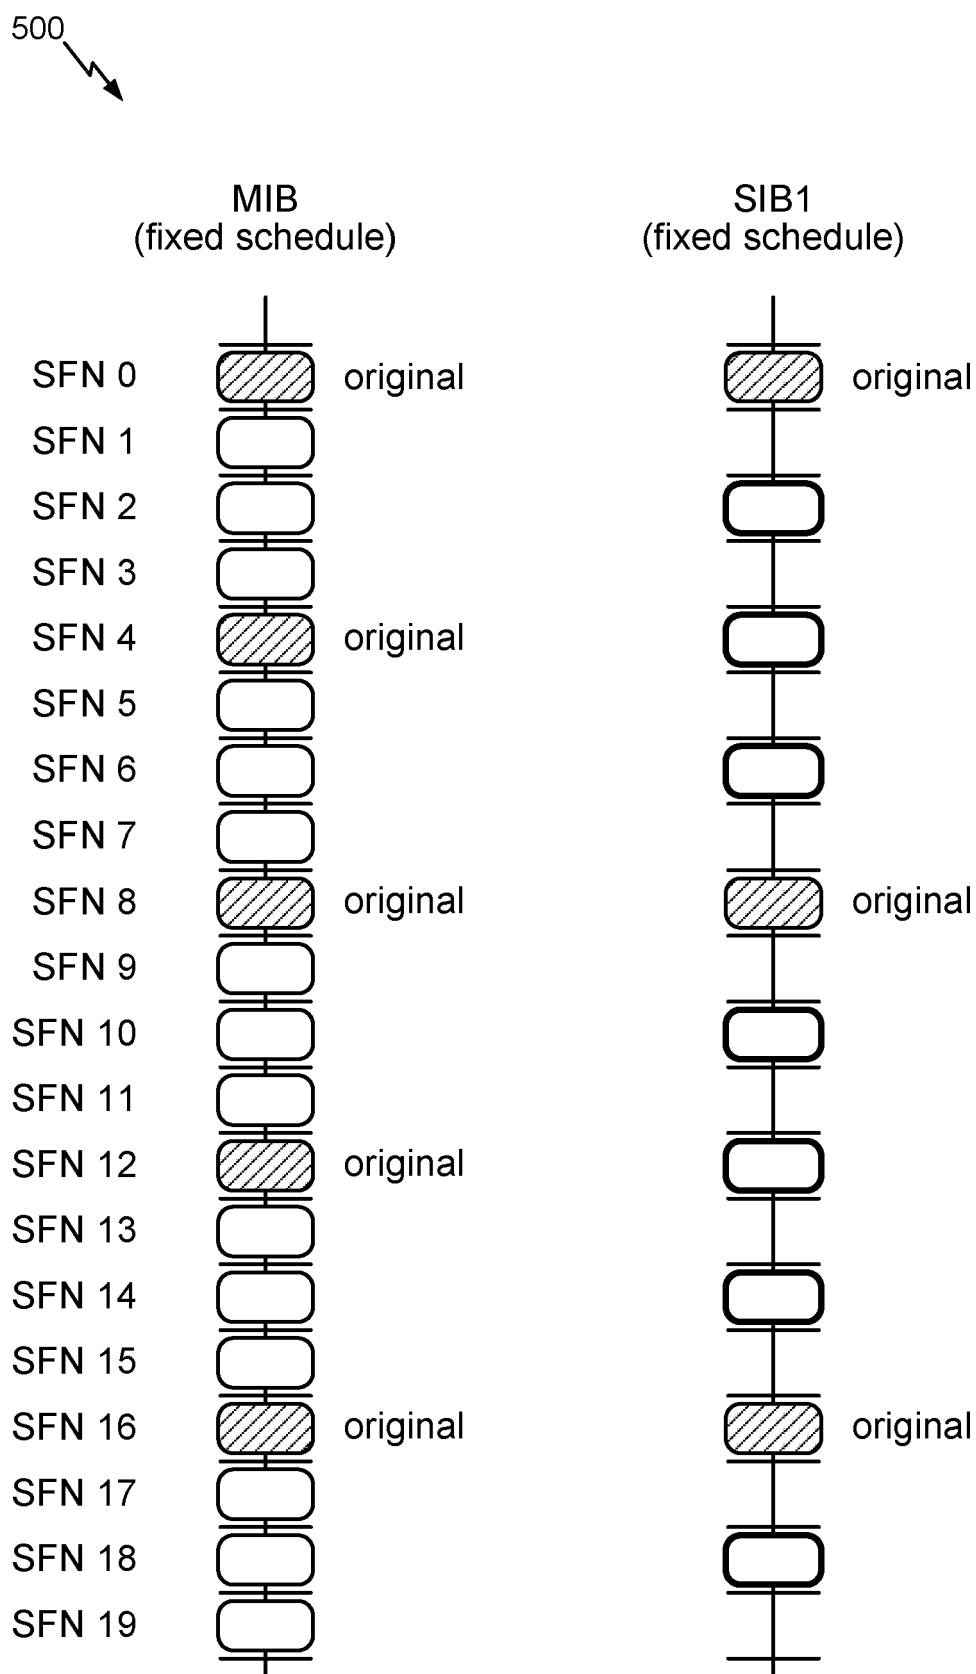 500
MIB
(fixed schedule)
SIB1
(fixed schedule)
SFN 0 original original
SFN 1
SFN 2
SFN 3
SFN 4 original
SFN 5
SFN 6
SFN 7
SFN 8 original original
SFN 9
SFN 10
SFN 11
SFN 12 original
SFN 13
SFN 14
SFN 15
SFN 16 original original
SFN 17
SFN 18
SFN 19